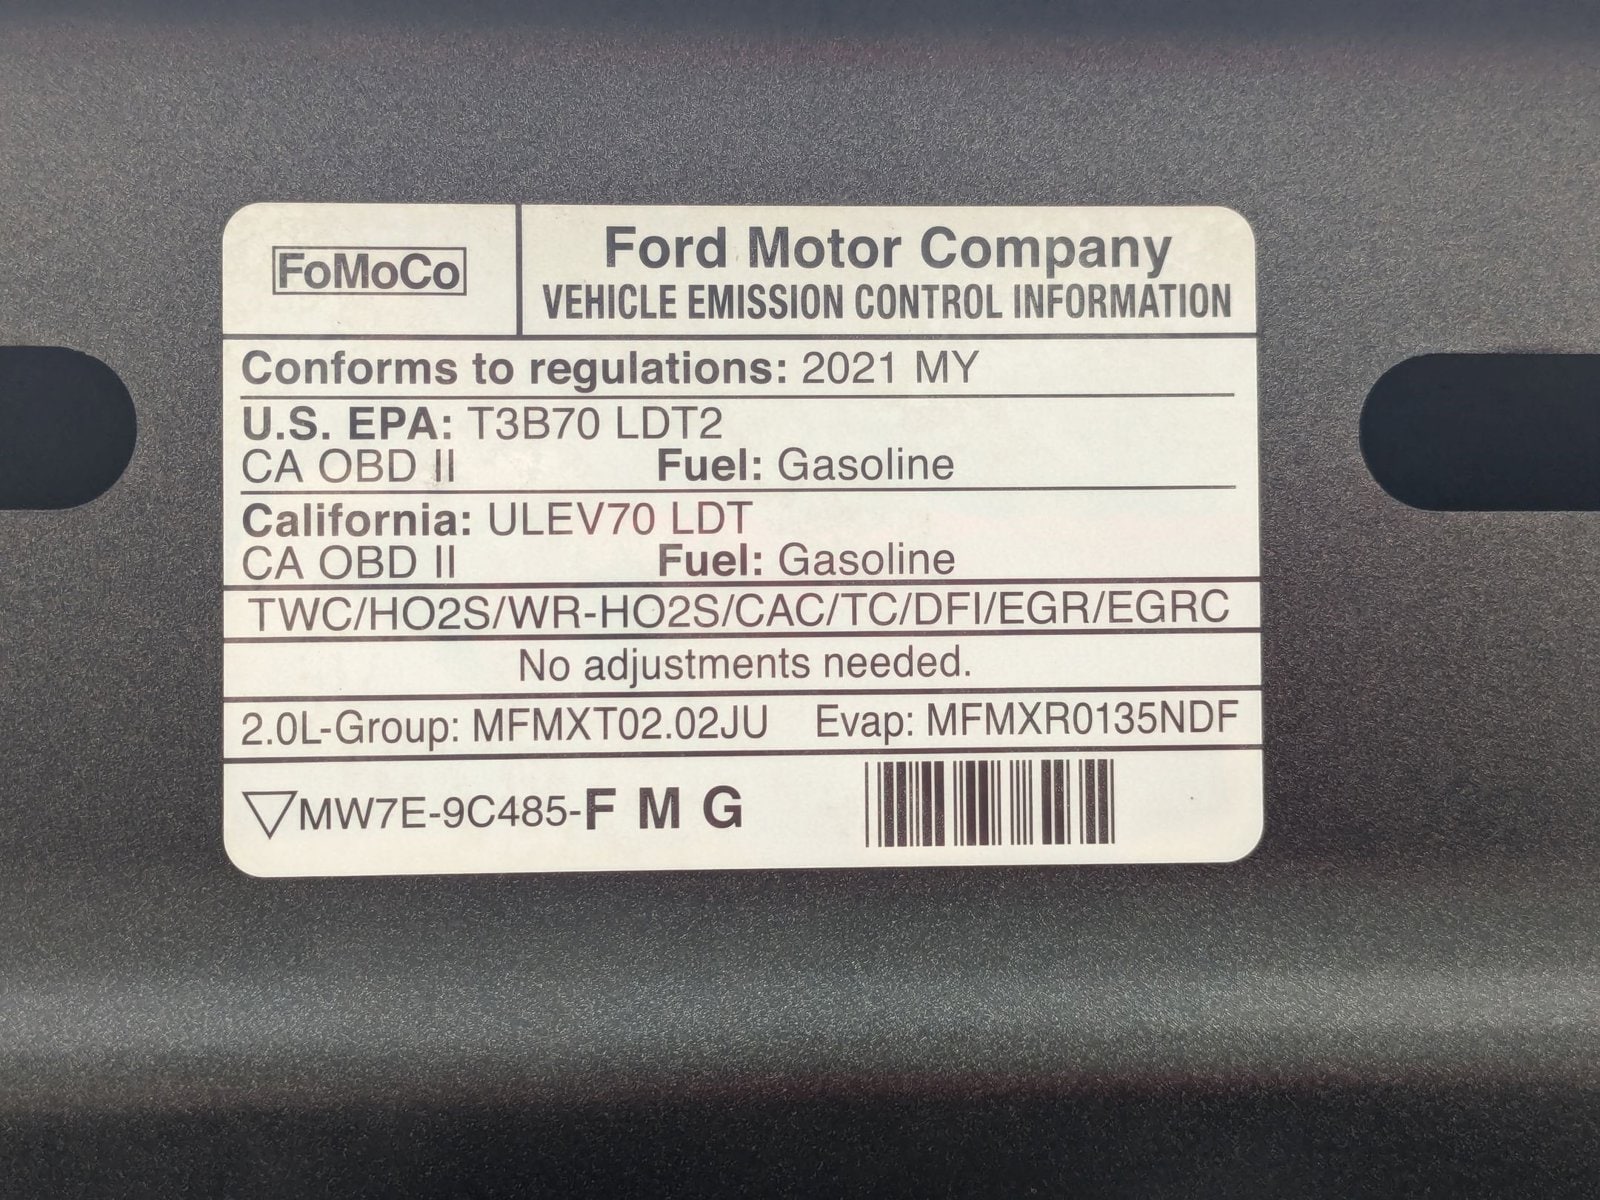 FoMoCo
Ford Motor Company
VEHICLE EMISSION CONTROL INFORMATION
Conforms to regulations: 2021 MY
U.S. EPA: T3B70 LDT2
CA OBD II Fuel: Gasoline
California: ULEV70 LDT
CA OBD II Fuel: Gasoline
TWC/HO2S/WR-HO2S/CAC/TC/DFI/EGR/EGRC
No adjustments needed.
2.0L-Group: MFMXT02.02JU Evap: MFMXR0135NDF
MW7E-9C485-F M G